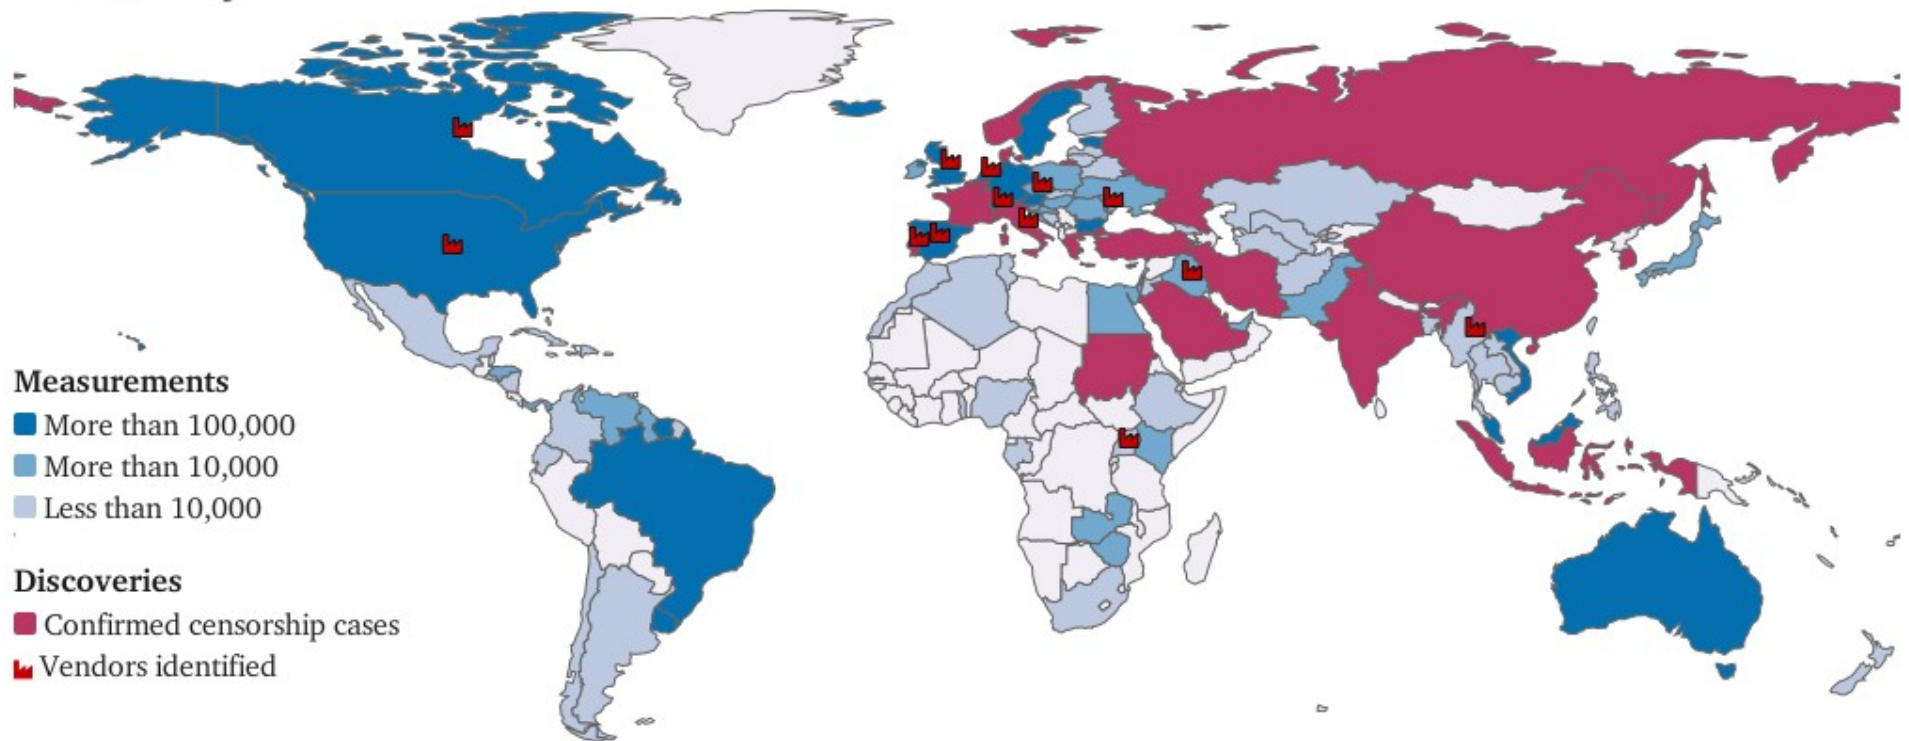 Measurements
More than 100,000
More than 10,000
Less than 10,000
Discoveries
Confirmed censorship cases
Vendors identified